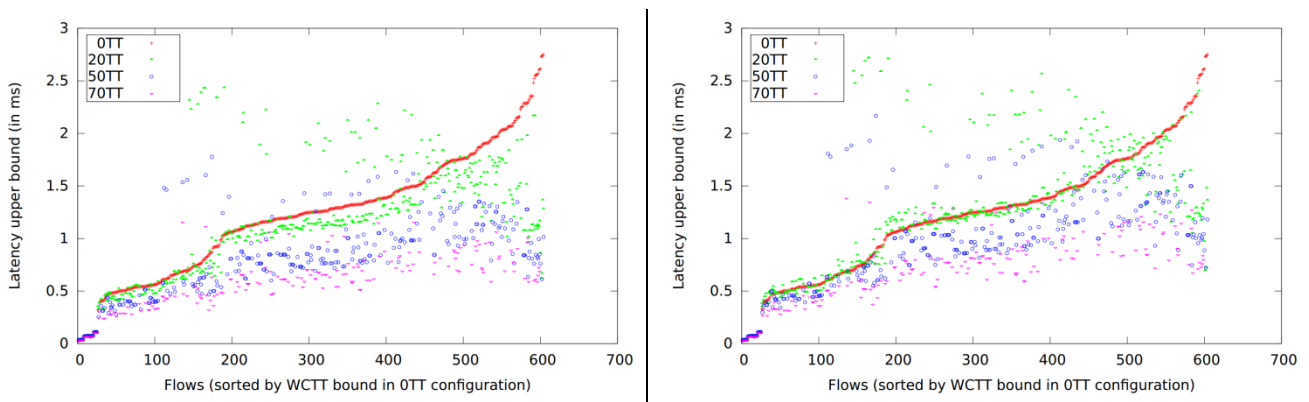 3
2.5
2
1.5
1
0.5
0
0TT
20TT
50TT
70TT
Latency upper bound (in ms)
0 100 200 300 400 500 600 700
Flows (sorted by WCTT bound in 0TT configuration)
3
2.5
2
1.5
1
0.5
0
0TT
20TT
50TT
70TT
Latency upper bound (in ms)
0 100 200 300 400 500 600 700
Flows (sorted by WCTT bound in 0TT configuration)